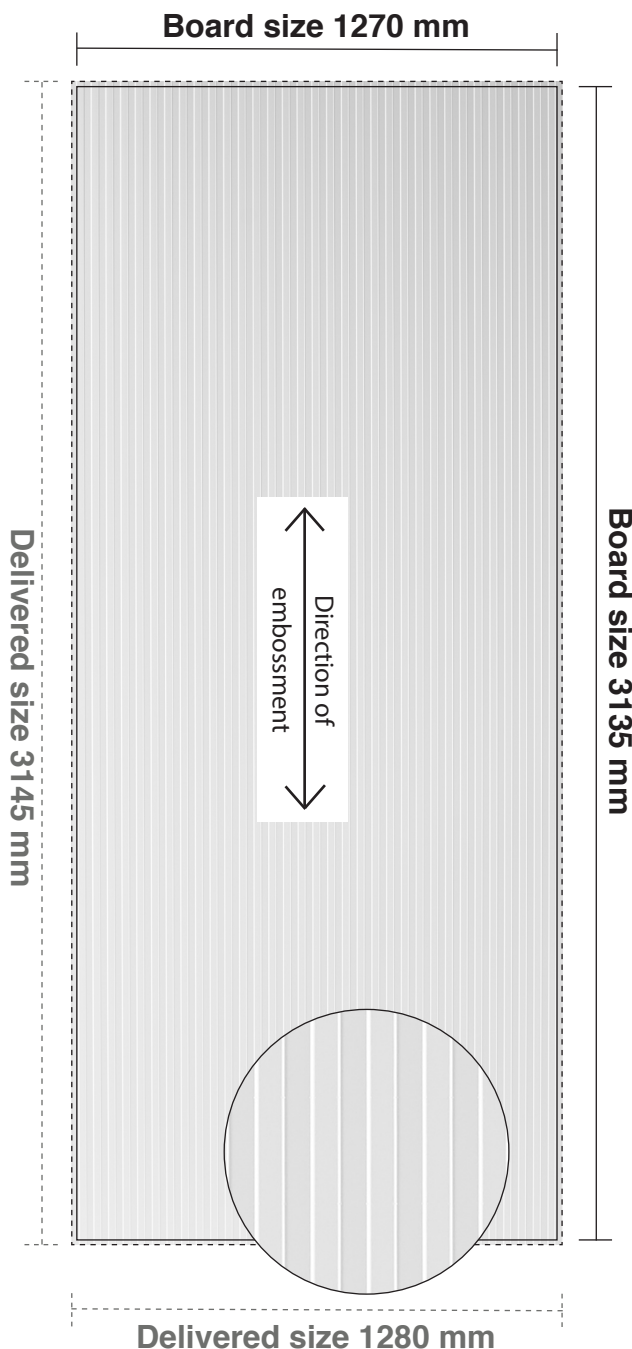 Board size 1270 mm
Board size 3135 mm
Direction of
embossment
Delivered size 3145 mm
Delivered size 1280 mm